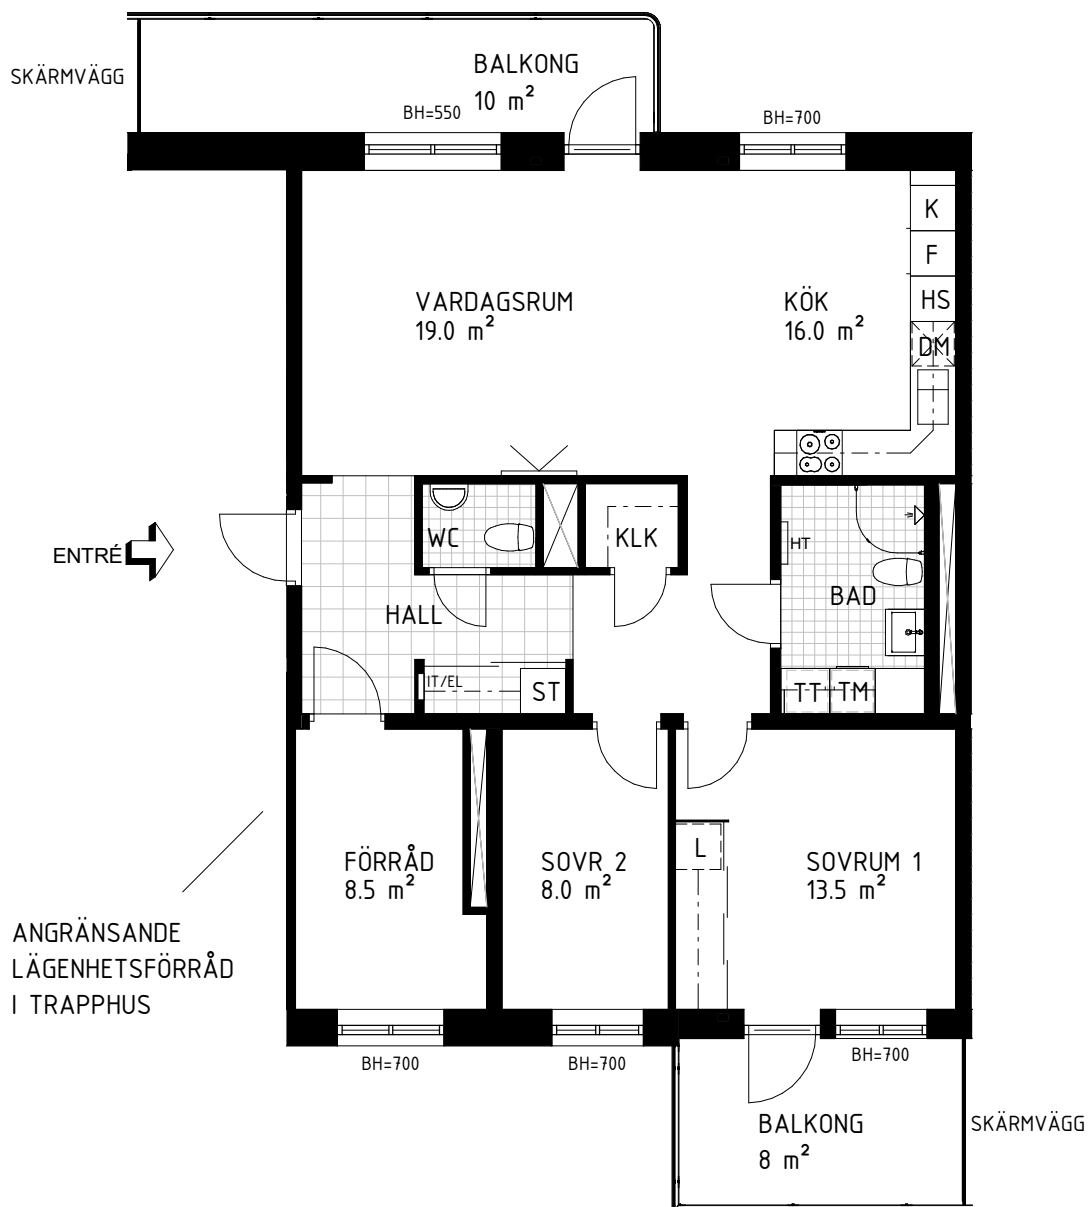 SKÄRMVÄGG
BALKONG
10 m²
BH=550
BH=700
K
F
HS
DM
VARDAGSRUM
19.0 m²
KÖK
16.0 m²
WC
KLK
HT
ENTRÉ
HALL
BAD
IT/EL
ST
TT
TM
FÖRRÅD
8.5 m²
SOVR 2
8.0 m²
L
SOVRUM 1
13.5 m²
ANGRÄNSANDE
LÄGENHETSFÖRRÅD
I TRAPPHUS
BH=700
BH=700
BH=700
BALKONG
8 m²
SKÄRMVÄGG